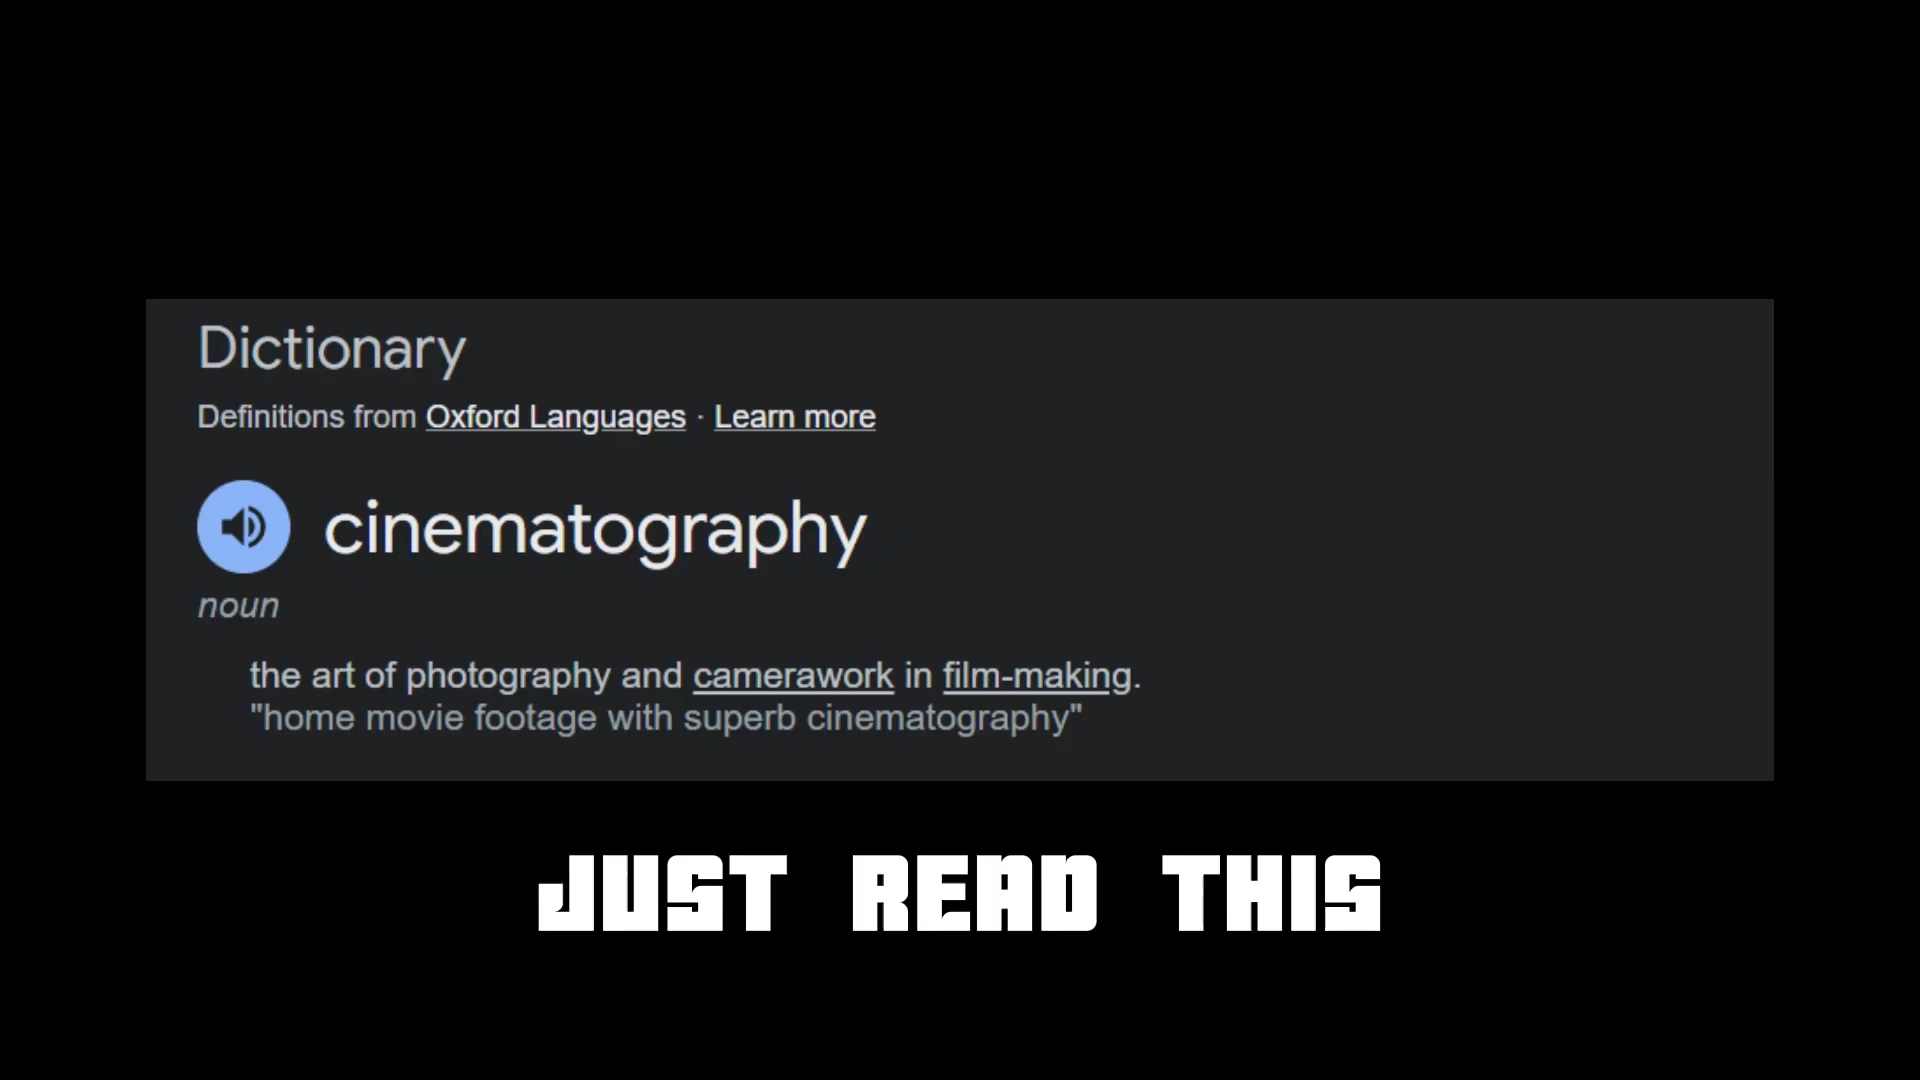 Dictionary
Definitions from Oxford Languages · Learn more
cinematography
noun
the art of photography and camerawork in film-making.
"home movie footage with superb cinematography"
JUST READ THIS